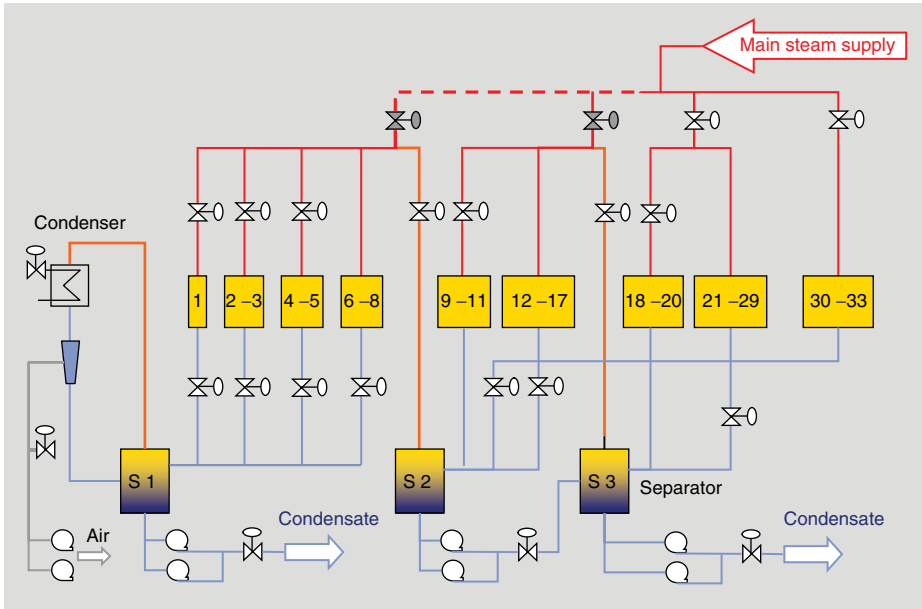 Main steam supply
Condenser
1
2 –3
4 –5
6 –8
9 –11
12 –17
18 –20
21 –29
30 –33
S 1
S 2
S 3
Separator
Air
Condensate
Condensate